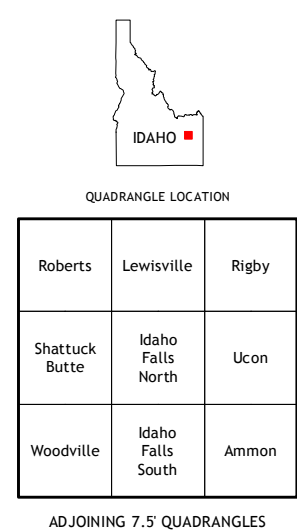 IDAHO
QUADRANGLE LOCATION
Roberts
Lewisville
Rigby
Shattuck
Butte
Idaho
Falls
North
Ucon
Woodville
Idaho
Falls
South
Ammon
ADJOINING 7.5' QUADRANGLES